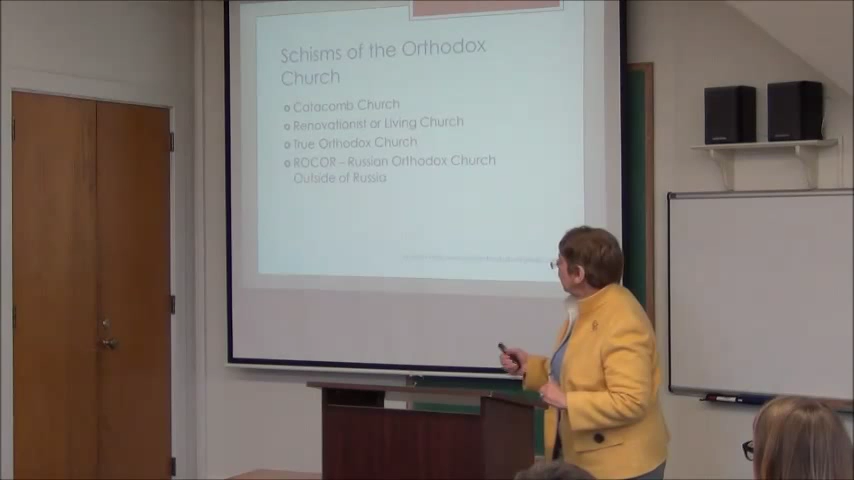 Schisms of the Orthodox
Church
Catacomb Church
Renovationist or Living Church
True Orthodox Church
ROCOR – Russian Orthodox Church
Outside of Russia